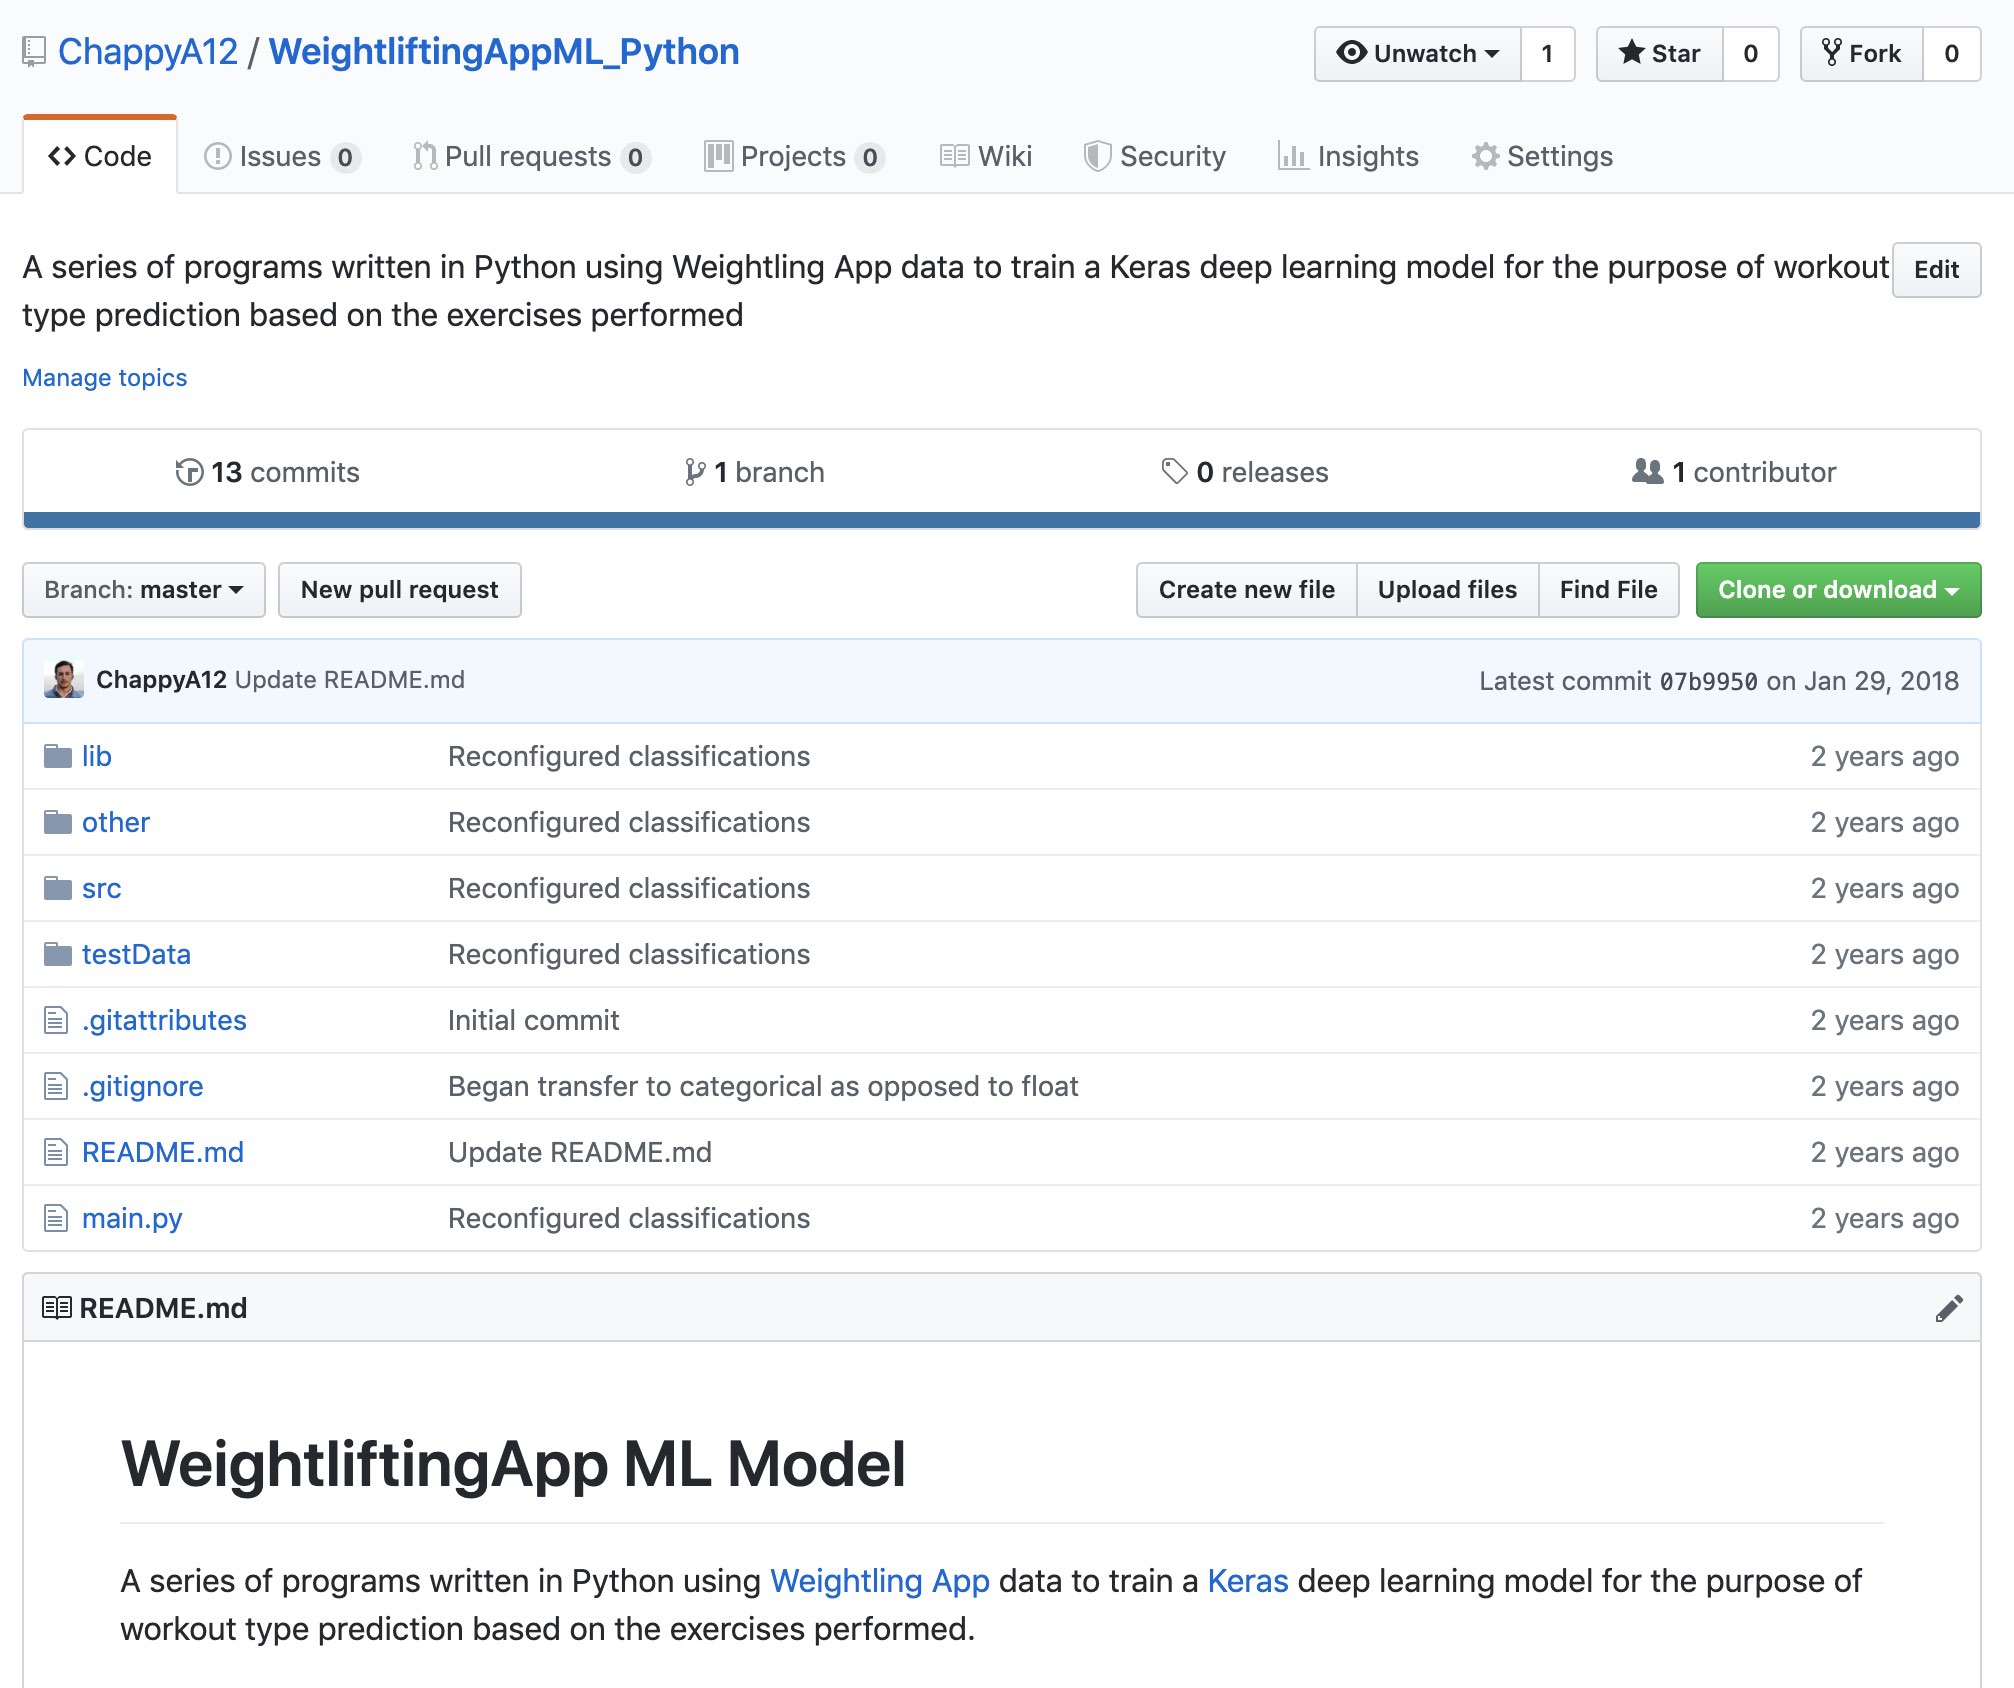 ChappyA12 / WeightliftingAppML_Python
Unwatch 1 Star 0 Fork 0
Code Issues 0 Pull requests 0 Projects 0 Wiki Security Insights Settings
A series of programs written in Python using Weightling App data to train a Keras deep learning model for the purpose of workout
type prediction based on the exercises performed
Edit
Manage topics
13 commits 1 branch 0 releases 1 contributor
Branch: master New pull request Create new file Upload files Find File Clone or download
ChappyA12 Update README.md Latest commit 07b9950 on Jan 29, 2018
lib Reconfigured classifications 2 years ago
other Reconfigured classifications 2 years ago
src Reconfigured classifications 2 years ago
testData Reconfigured classifications 2 years ago
.gitattributes Initial commit 2 years ago
.gitignore Began transfer to categorical as opposed to float 2 years ago
README.md Update README.md 2 years ago
main.py Reconfigured classifications 2 years ago
README.md
WeightliftingApp ML Model
A series of programs written in Python using Weightling App data to train a Keras deep learning model for the purpose of
workout type prediction based on the exercises performed.